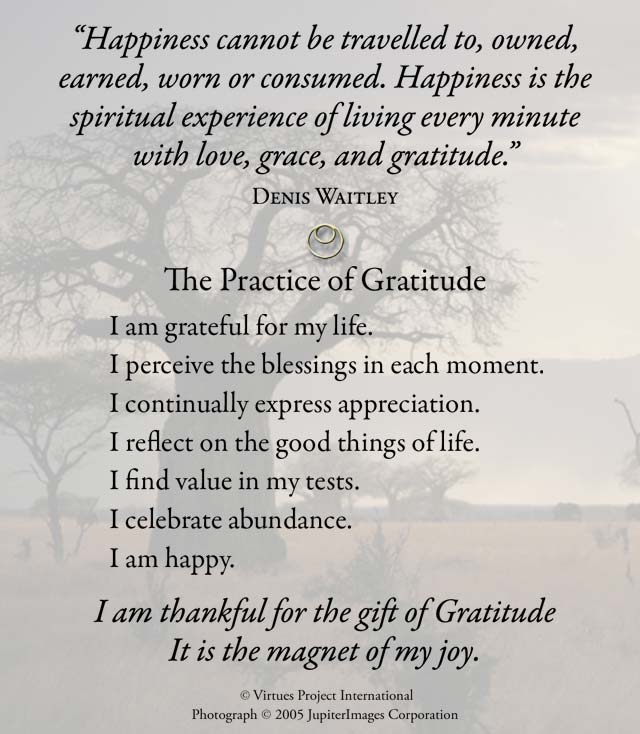 “Happiness cannot be travelled to, owned,
earned, worn or consumed. Happiness is the
spiritual experience of living every minute
with love, grace, and gratitude.”
Denis Waitley
The Practice of Gratitude
I am grateful for my life.
I perceive the blessings in each moment.
I continually express appreciation.
I reflect on the good things of life.
I find value in my tests.
I celebrate abundance.
I am happy.
I am thankful for the gift of Gratitude
It is the magnet of my joy.
© Virtues Project International
Photograph © 2005 JupiterImages Corporation